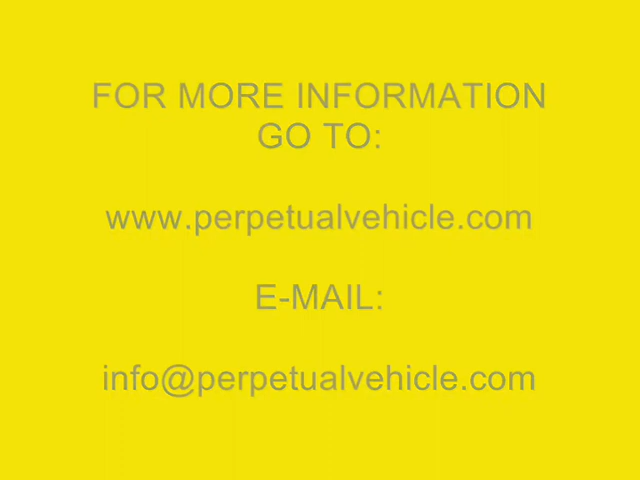 FOR MORE INFORMATION
GO TO:
www.perpetualvehicle.com
E-MAIL:
info@perpetualvehicle.com